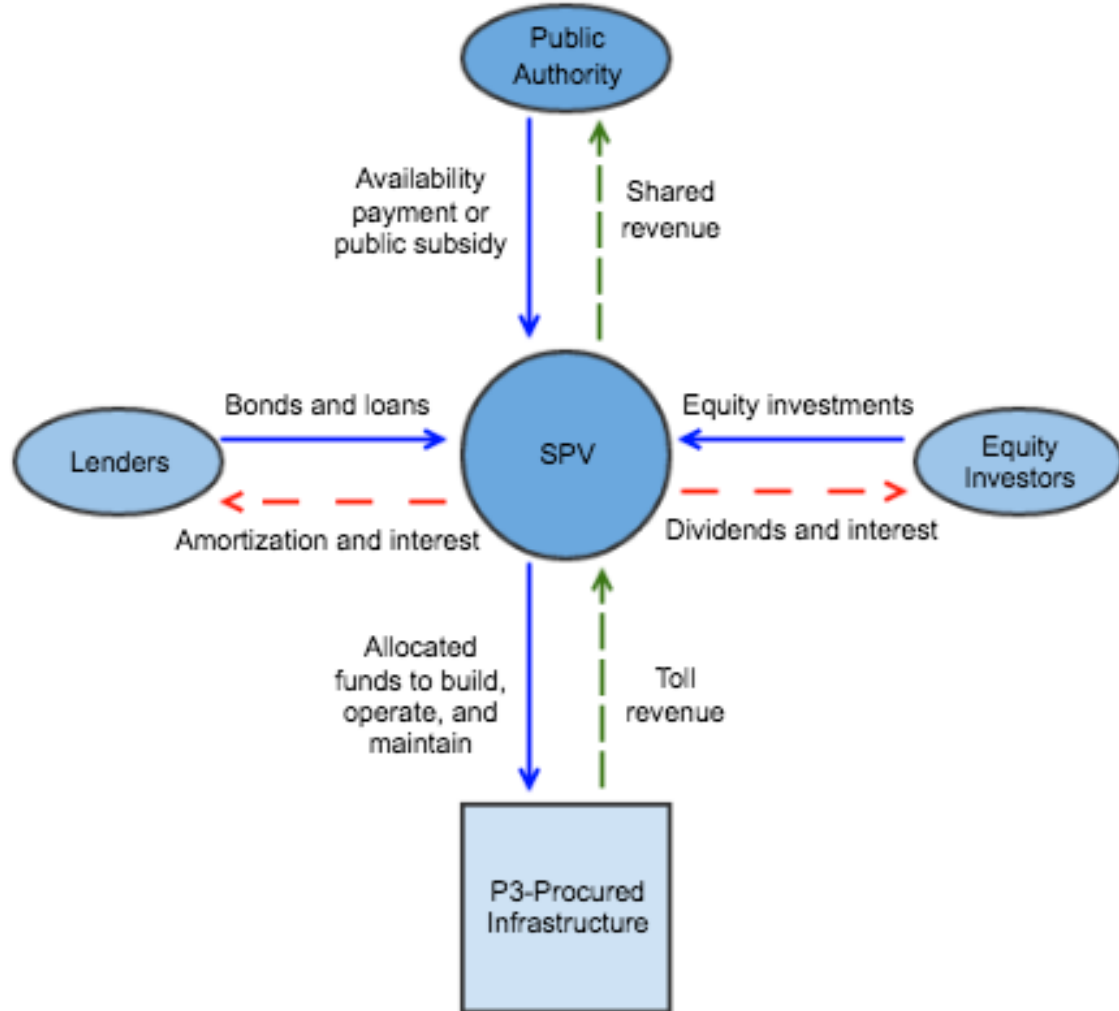 Public
Authority
Availability
payment or
public subsidy
Shared
revenue
Bonds and loans
Equity investments
Lenders
SPV
Equity
Investors
Amortization and interest
Dividends and interest
Allocated
funds to build,
operate, and
maintain
Toll
revenue
P3-Procured
Infrastructure